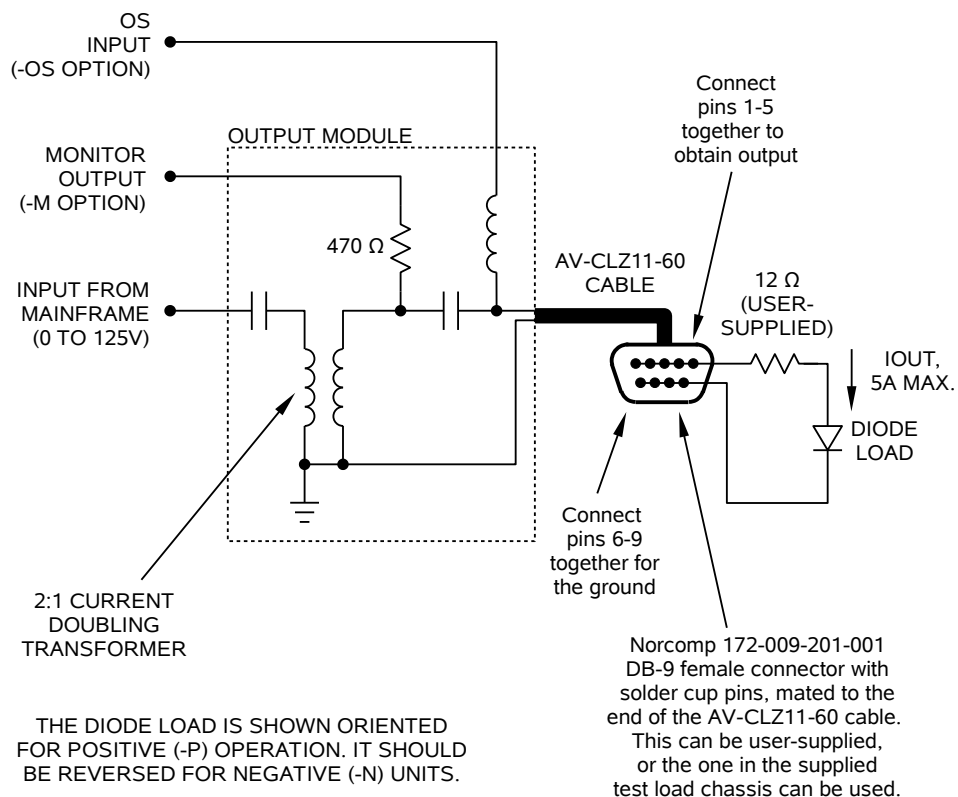 OS
INPUT
(-OS OPTION)
Connect
pins 1-5
together to
obtain output
OUTPUT MODULE
MONITOR
OUTPUT
(-M OPTION)
470 Ω
AV-CLZ11-60
CABLE
12 Ω
(USER-
SUPPLIED)
INPUT FROM
MAINFRAME
(0 TO 125V)
IOUT,
5A MAX.
DIODE
LOAD
Connect
pins 6-9
together for
the ground
2:1 CURRENT
DOUBLING
TRANSFORMER
Norcomp 172-009-201-001
DB-9 female connector with
solder cup pins, mated to the
end of the AV-CLZ11-60 cable.
This can be user-supplied,
or the one in the supplied
test load chassis can be used.
THE DIODE LOAD IS SHOWN ORIENTED
FOR POSITIVE (-P) OPERATION. IT SHOULD
BE REVERSED FOR NEGATIVE (-N) UNITS.